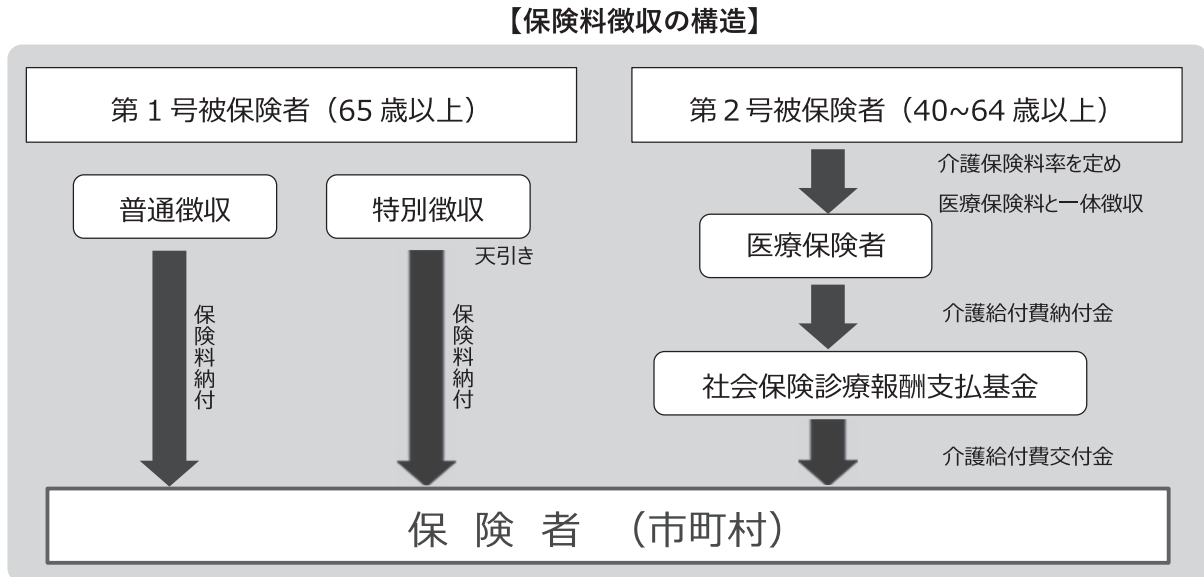 【保険料徴収の構造】
第1号被保険者（65歳以上）
普通徴収
特別徴収
天引き
保険料納付
保険料納付
第2号被保険者（40~64歳以上）
介護保険料率を定め
医療保険料と一体徴収
医療保険者
介護給付費納付金
社会保険診療報酬支払基金
介護給付費交付金
保険者（市町村）